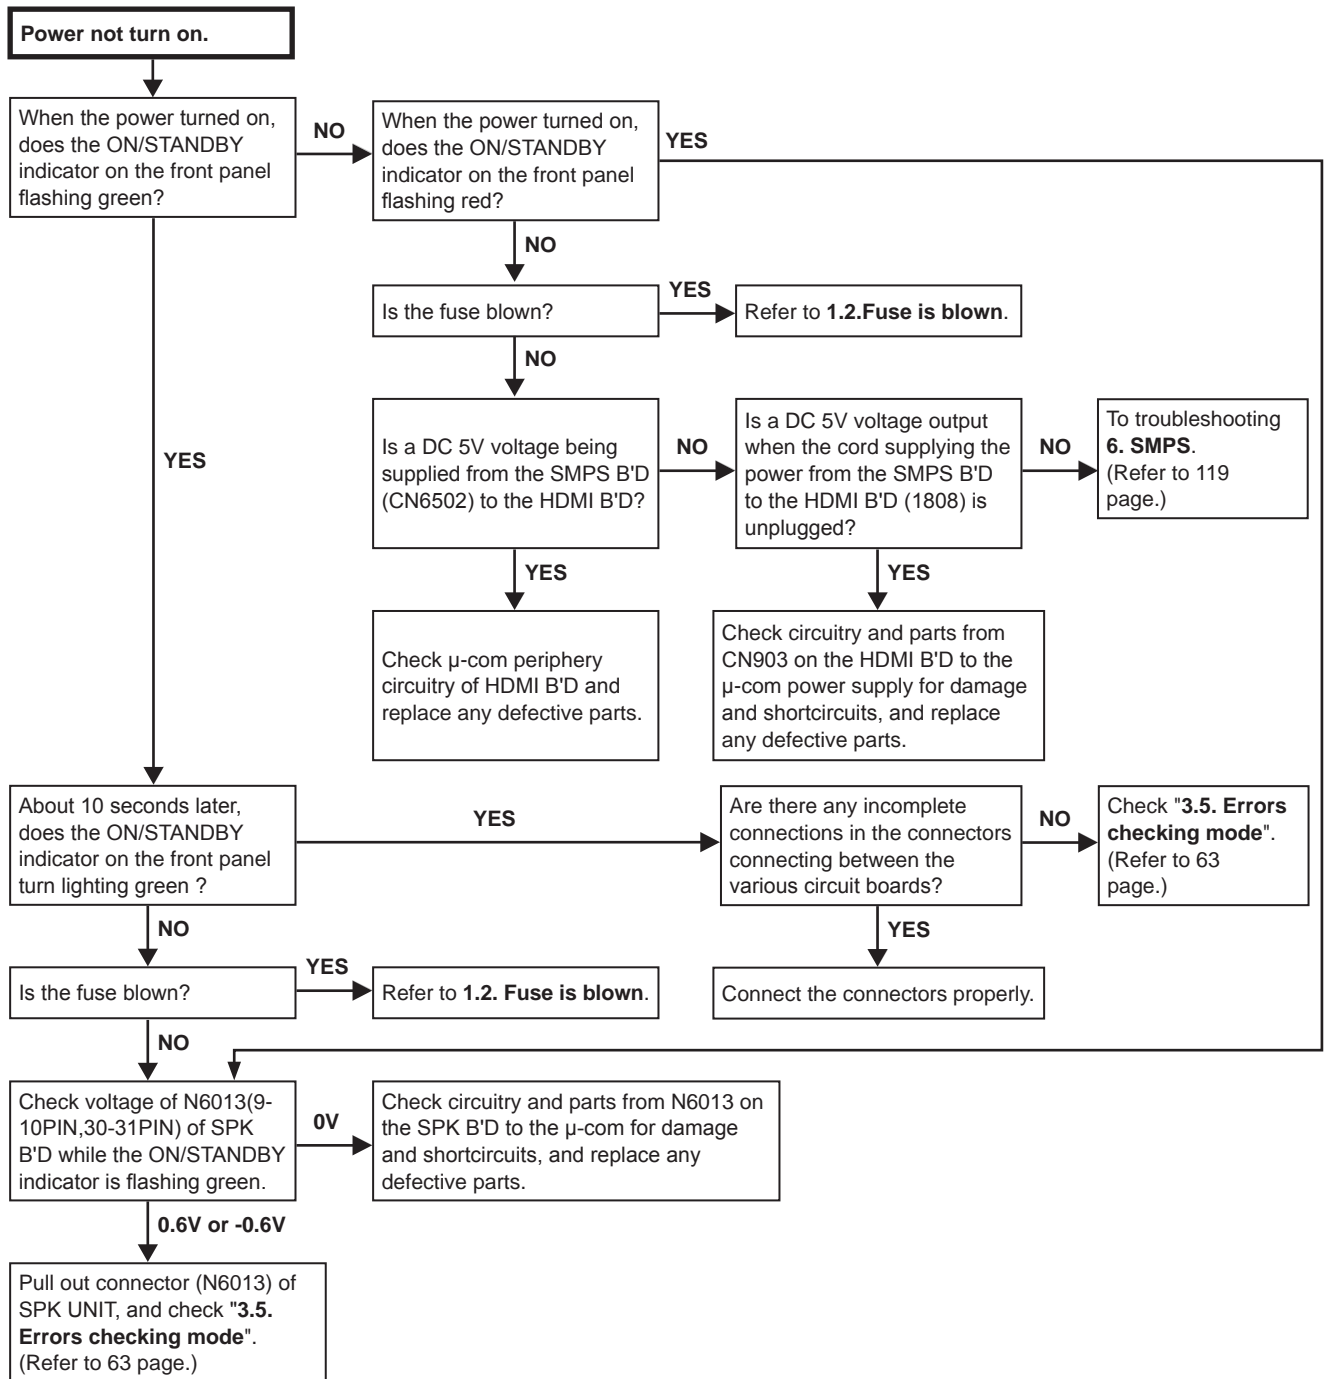 Power not turn on.
When the power turned on,
does the ON/STANDBY
indicator on the front panel
flashing green?
NO
When the power turned on,
does the ON/STANDBY
indicator on the front panel
flashing red?
YES
NO
Is the fuse blown?
YES
Refer to 1.2.Fuse is blown.
NO
YES
Is a DC 5V voltage being
supplied from the SMPS B'D
(CN6502) to the HDMI B'D?
NO
Is a DC 5V voltage output
when the cord supplying the
power from the SMPS B'D
to the HDMI B'D (1808) is
unplugged?
NO
To troubleshooting
6. SMPS.
(Refer to 119
page.)
YES
YES
Check µ-com periphery
circuitry of HDMI B'D and
replace any defective parts.
Check circuitry and parts from
CN903 on the HDMI B'D to the
µ-com power supply for damage
and shortcircuits, and replace
any defective parts.
About 10 seconds later,
does the ON/STANDBY
indicator on the front panel
turn lighting green ?
YES
Are there any incomplete
connections in the connectors
connecting between the
various circuit boards?
NO
Check "3.5. Errors
checking mode".
(Refer to 63
page.)
NO
YES
Is the fuse blown?
YES
Refer to 1.2. Fuse is blown.
Connect the connectors properly.
NO
Check voltage of N6013(9-
10PIN,30-31PIN) of SPK
B'D while the ON/STANDBY
indicator is flashing green.
0V
Check circuitry and parts from N6013 on
the SPK B'D to the µ-com for damage
and shortcircuits, and replace any
defective parts.
0.6V or -0.6V
Pull out connector (N6013) of
SPK UNIT, and check "3.5.
Errors checking mode".
(Refer to 63 page.)